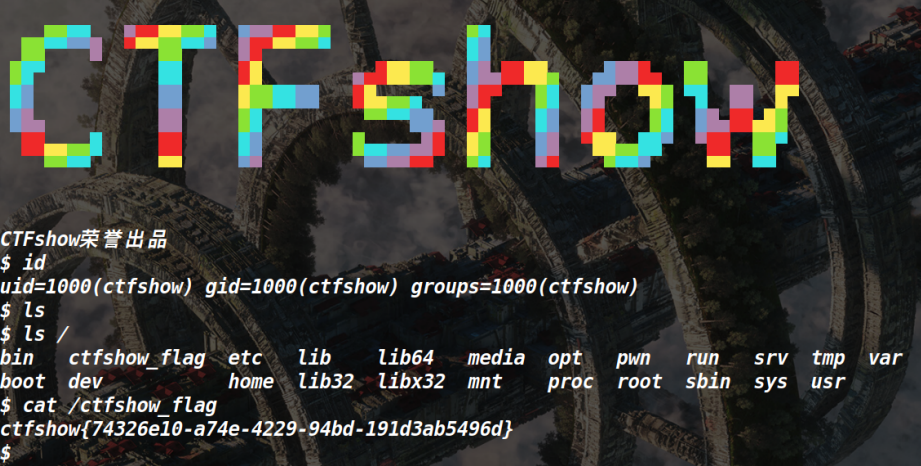 CTFshow
CTFshow荣誉出品
$ id
uid=1000(ctfshow) gid=1000(ctfshow) groups=1000(ctfshow)
$ ls
$ ls /
bin ctfshow_flag etc lib lib64 media opt pwn run srv tmp var
boot dev home lib32 libx32 mnt proc root sbin sys usr
$ cat /ctfshow_flag
ctfshow{74326e10-a74e-4229-94bd-191d3ab5496d}
$